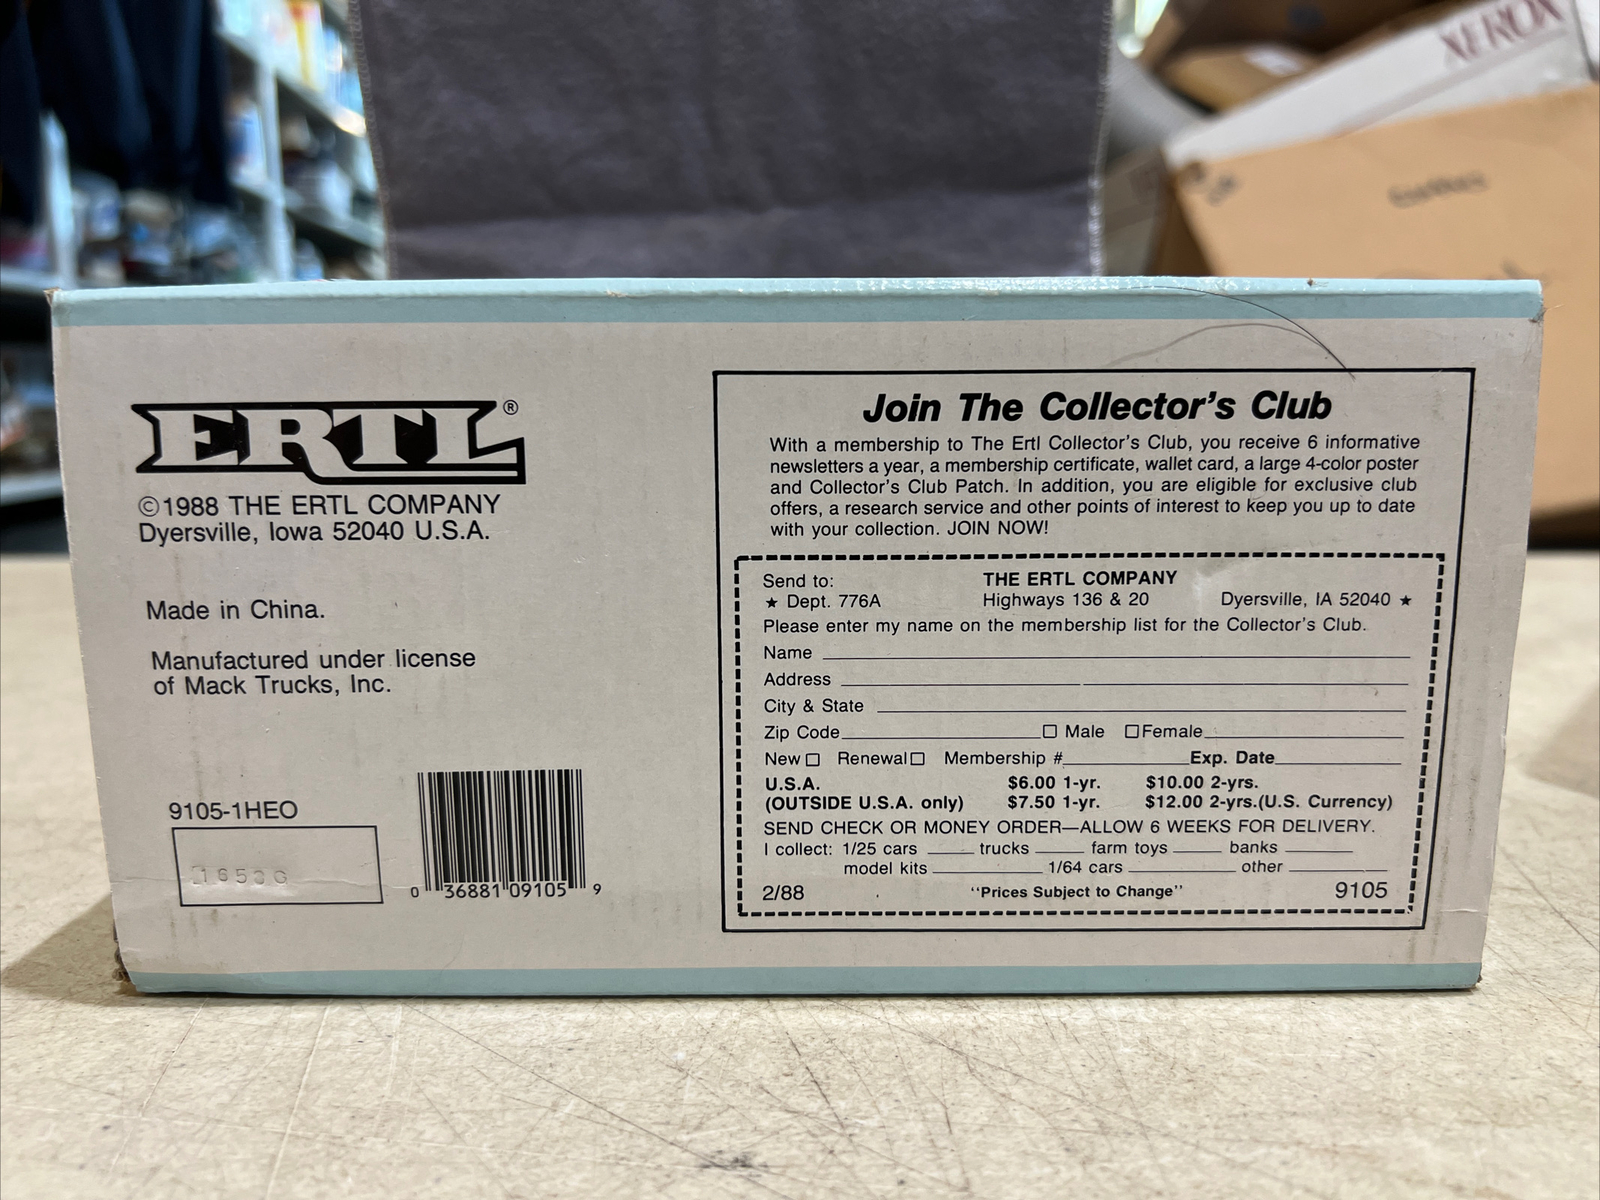 XEROX
ERTL®
©1988 THE ERTL COMPANY
Dyersville, Iowa 52040 U.S.A.
Made in China.
Manufactured under license
of Mack Trucks, Inc.
9105-1HEO
0 36881 09105 9
Join The Collector's Club
With a membership to The Ertl Collector's Club, you receive 6 informative
newsletters a year, a membership certificate, wallet card, a large 4-color poster
and Collector's Club Patch. In addition, you are eligible for exclusive club
offers, a research service and other points of interest to keep you up to date
with your collection. JOIN NOW!
Send to: THE ERTL COMPANY
★ Dept. 776A Highways 136 & 20 Dyersville, IA 52040 ★
Please enter my name on the membership list for the Collector's Club.
Name
Address
City & State
Zip Code ☐ Male ☐ Female
New ☐ Renewal ☐ Membership # Exp. Date
U.S.A. $6.00 1-yr. $10.00 2-yrs.
(OUTSIDE U.S.A. only) $7.50 1-yr. $12.00 2-yrs.(U.S. Currency)
SEND CHECK OR MONEY ORDER—ALLOW 6 WEEKS FOR DELIVERY.
I collect: 1/25 cars trucks farm toys banks
model kits 1/64 cars other
2/88 "Prices Subject to Change" 9105